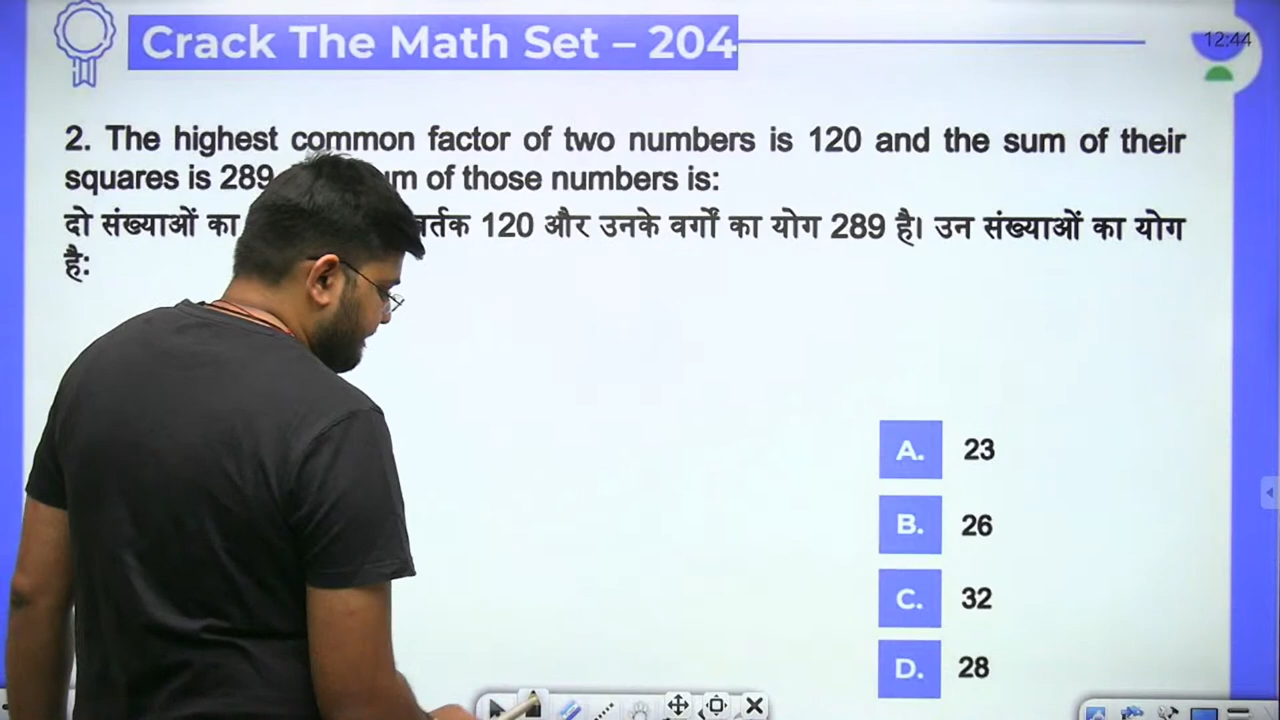 Crack The Math Set – 204
12:44
2. The highest common factor of two numbers is 120 and the sum of their
squares is 289 of those numbers is:
दो संख्याओं का 120 और उनके वर्गों का योग 289 है। उन संख्याओं का योग
है:
A. 23
B. 26
C. 32
D. 28